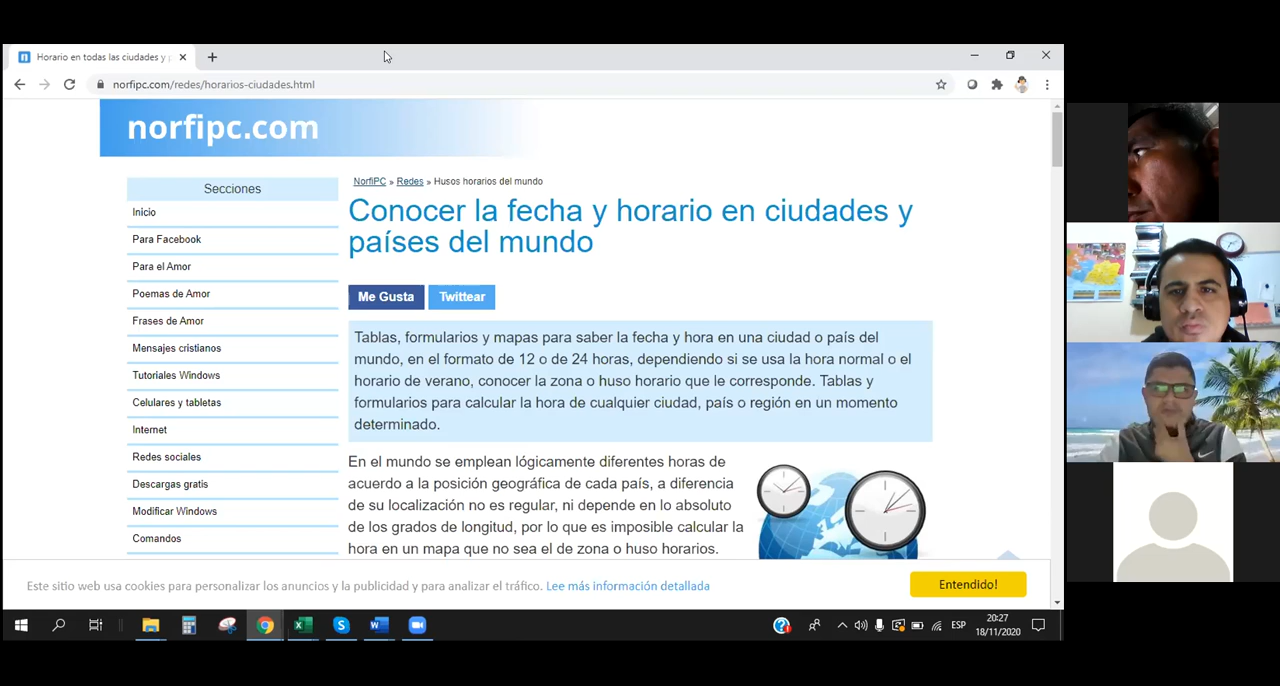 Horario en todas las ciudades y
norfipc.com/redes/horarios-ciudades.html
norfipc.com
Secciones
Inicio
Para Facebook
Para el Amor
Poemas de Amor
Frases de Amor
Mensajes cristianos
Tutoriales Windows
Celulares y tabletas
Internet
Redes sociales
Descargas gratis
Modificar Windows
Comandos
NorfiPC » Redes » Husos horarios del mundo
Conocer la fecha y horario en ciudades y
países del mundo
Me Gusta
Twittear
Tablas, formularios y mapas para saber la fecha y hora en una ciudad o país del
mundo, en el formato de 12 o de 24 horas, dependiendo si se usa la hora normal o el
horario de verano, conocer la zona o huso horario que le corresponde. Tablas y
formularios para calcular la hora de cualquier ciudad, país o región en un momento
determinado.
En el mundo se emplean lógicamente diferentes horas de
acuerdo a la posición geográfica de cada país, a diferencia
de su localización no es regular, ni depende en lo absoluto
de los grados de longitud, por lo que es imposible calcular la
hora en un mapa que no sea el de zona o huso horarios.
Este sitio web usa cookies para personalizar los anuncios y la publicidad y para analizar el tráfico. Lee más información detallada
Entendido!
ESP
20:27
18/11/2020